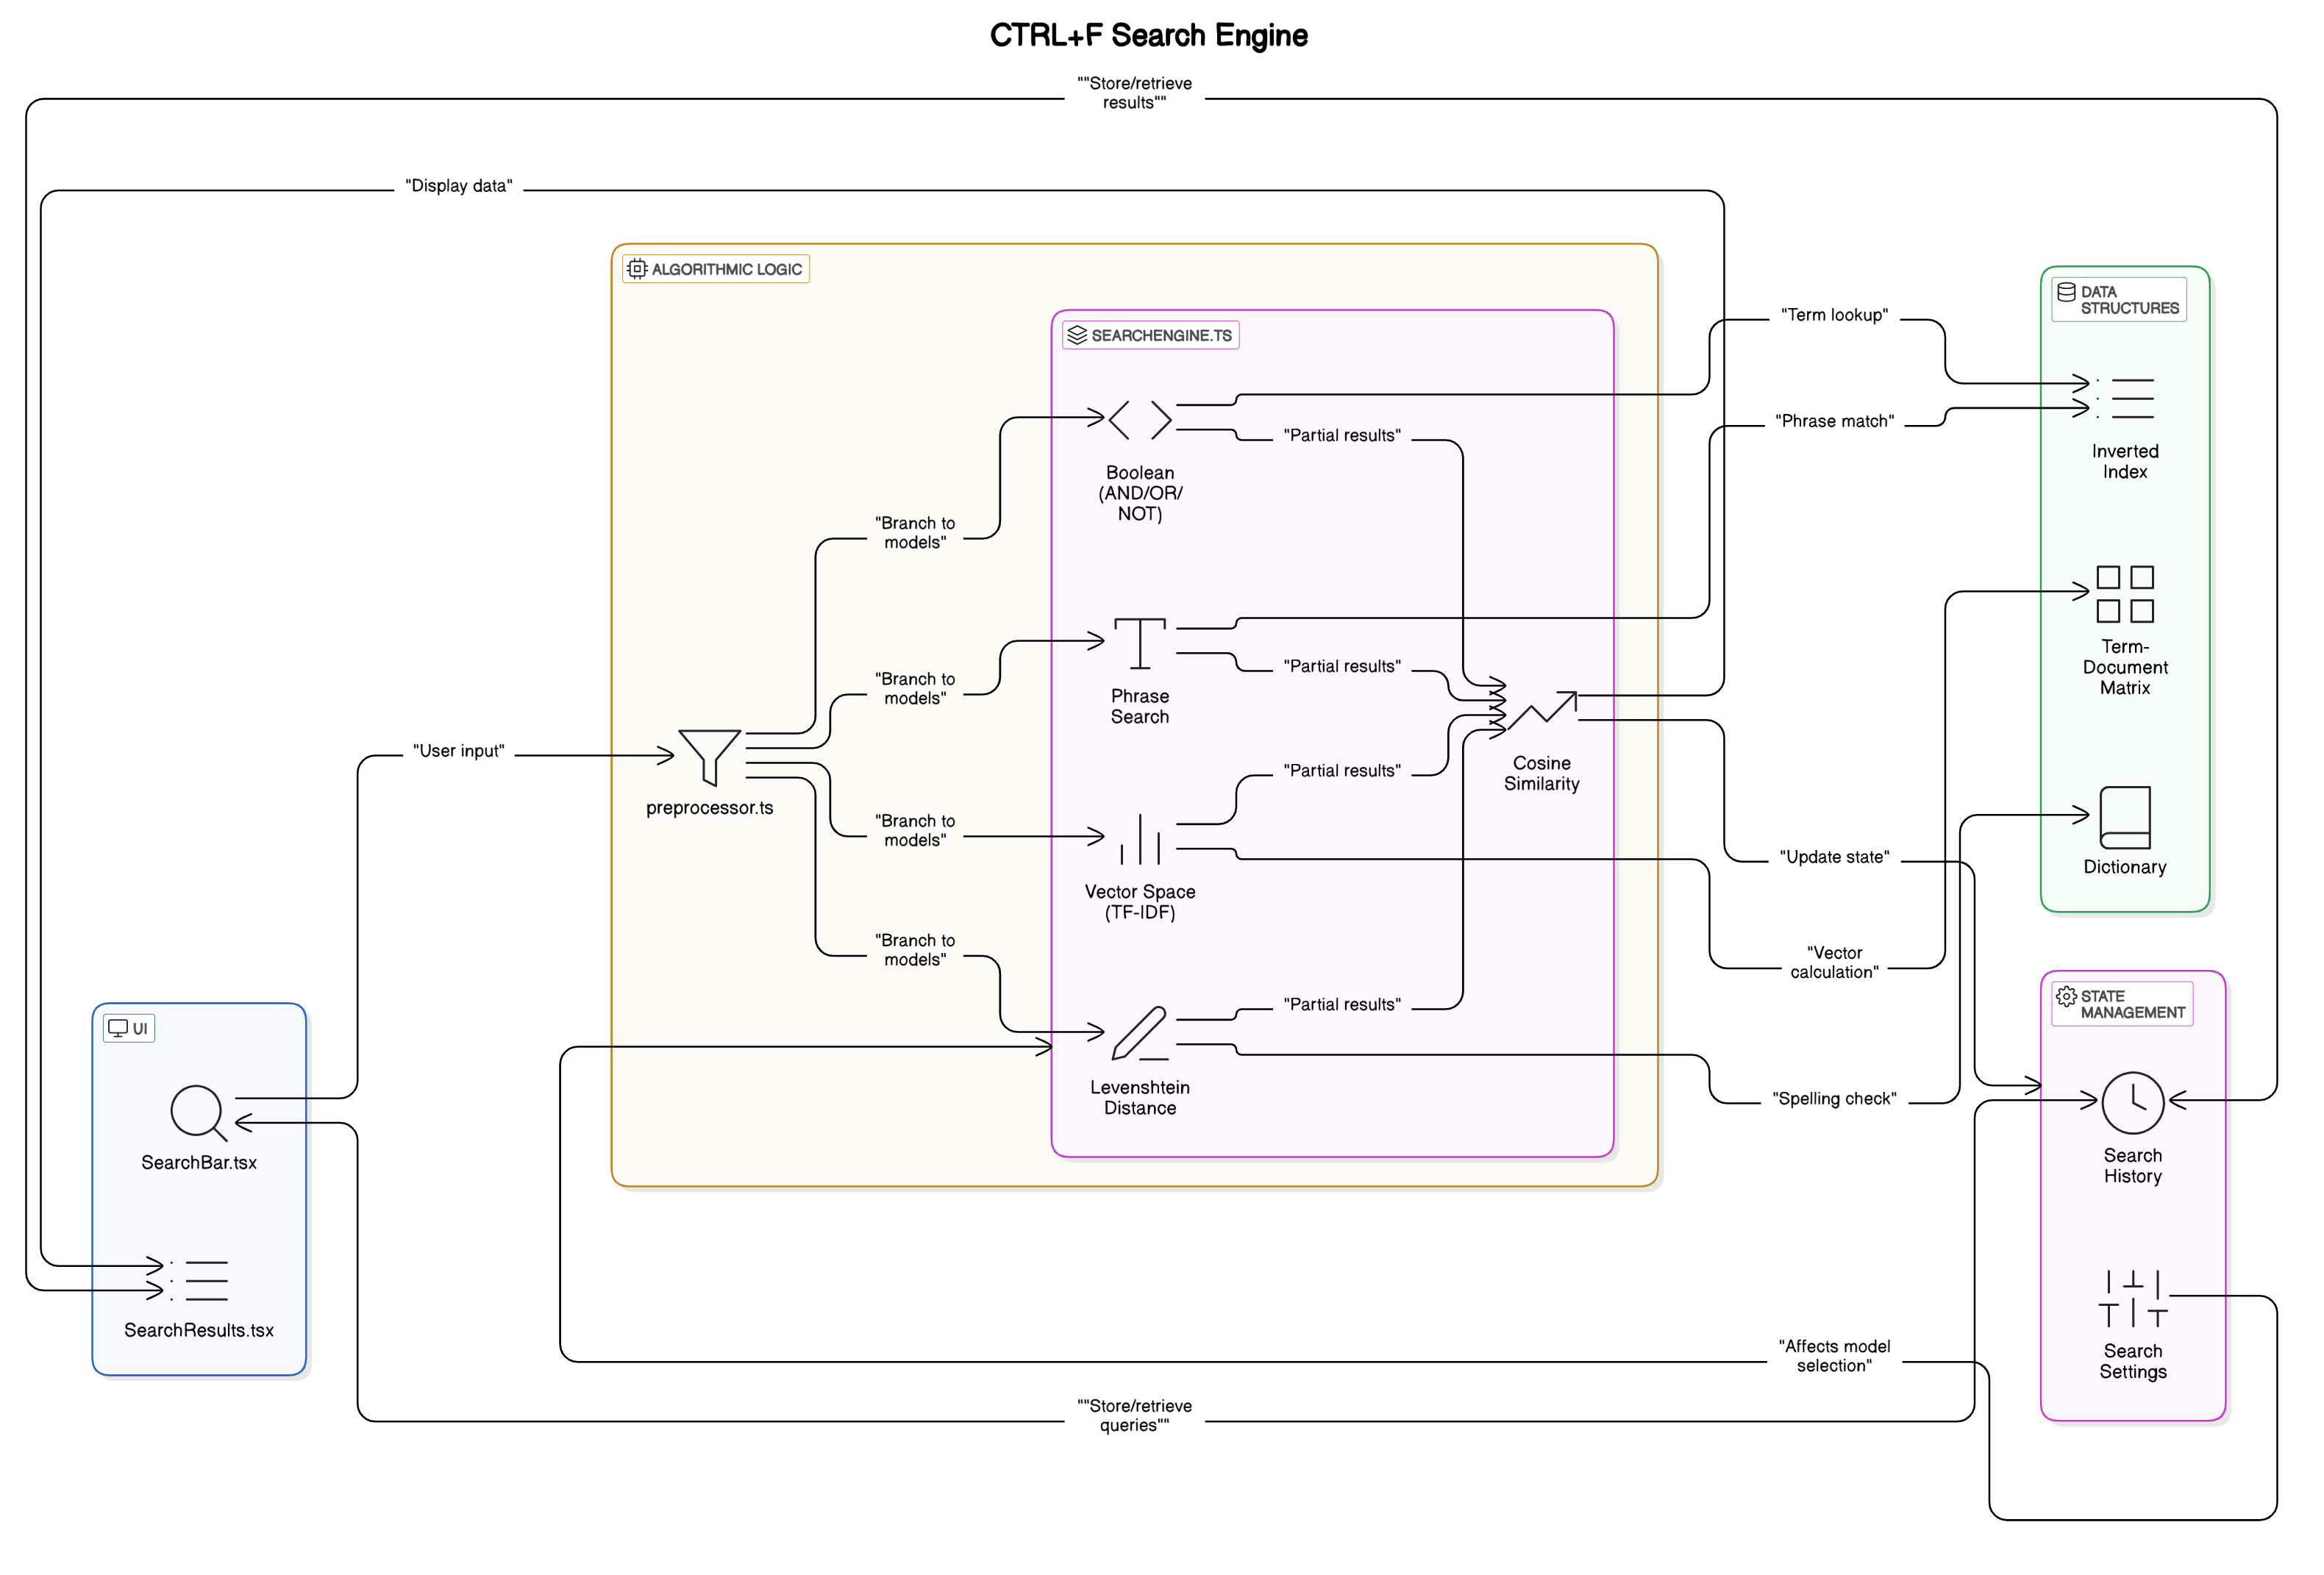 CTRL+F Search Engine
""Store/retrieve
results""
"Display data"
ALGORITHMIC LOGIC
SEARCHENGINE.TS
DATA
STRUCTURES
"Term lookup"
"Phrase match"
"Partial results"
Boolean
(AND/OR/
NOT)
Inverted
Index
"Branch to
models"
"Branch to
models"
Phrase
Search
"Partial results"
Term-
Document
Matrix
"User input"
preprocessor.ts
"Partial results"
Cosine
Similarity
"Branch to
models"
Vector Space
(TF-IDF)
Dictionary
"Update state"
"Branch to
models"
"Vector
calculation"
"Partial results"
STATE
MANAGEMENT
UI
Levenshtein
Distance
"Spelling check"
SearchBar.tsx
Search
History
SearchResults.tsx
"Affects model
selection"
Search
Settings
""Store/retrieve
queries""